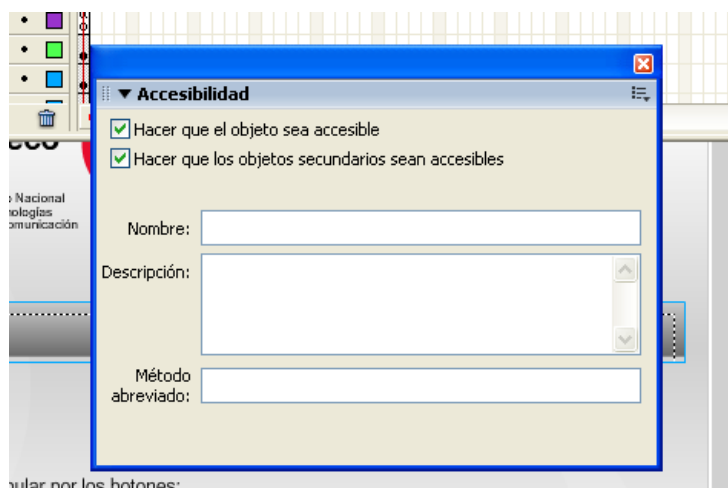 Accesibilidad
Hacer que el objeto sea accesible
eco
Hacer que los objetos secundarios sean accesibles
Nacional
nologías
omunicación
Nombre:
Descripción:
Método
abreviado:
pular por los botones: